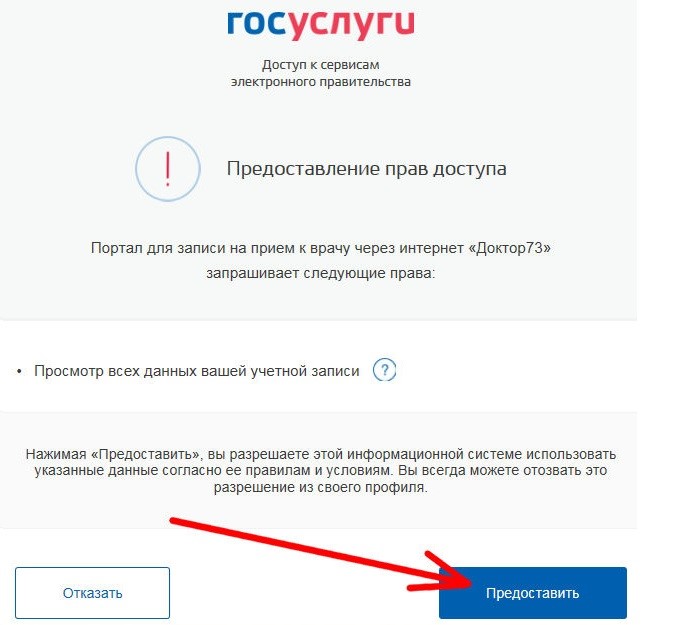 госуслуги
Доступ к сервисам
электронного правительства
!
Предоставление прав доступа
Портал для записи на прием к врачу через интернет «Доктор73»
запрашивает следующие права:
• Просмотр всех данных вашей учетной записи ?
Нажимая «Предоставить», вы разрешаете этой информационной системе использовать
указанные данные согласно ее правилам и условиям. Вы всегда можете отозвать это
разрешение из своего профиля.
Отказать Предоставить